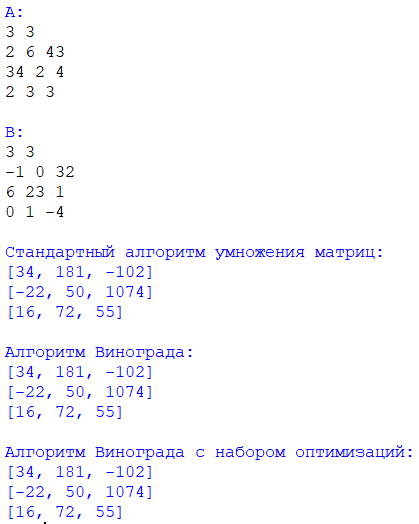 A:
3 3
2 6 43
34 2 4
2 3 3
B:
3 3
-1 0 32
6 23 1
0 1 -4
Стандартный алгоритм умножения матриц:
[34, 181, -102]
[-22, 50, 1074]
[16, 72, 55]
Алгоритм Винограда:
[34, 181, -102]
[-22, 50, 1074]
[16, 72, 55]
Алгоритм Винограда с набором оптимизаций:
[34, 181, -102]
[-22, 50, 1074]
[16, 72, 55]